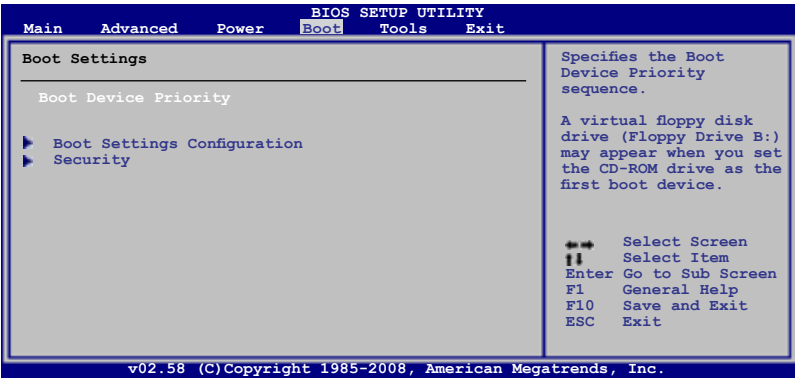 BIOS SETUP UTILITY
Main Advanced Power Boot Tools Exit
Boot Settings
Boot Device Priority
Boot Settings Configuration
Security
Specifies the Boot
Device Priority
sequence.
A virtual floppy disk
drive (Floppy Drive B:)
may appear when you set
the CD-ROM drive as the
first boot device.
Select Screen
Select Item
Enter Go to Sub Screen
F1 General Help
F10 Save and Exit
ESC Exit
v02.58 (C)Copyright 1985-2008, American Megatrends, Inc.